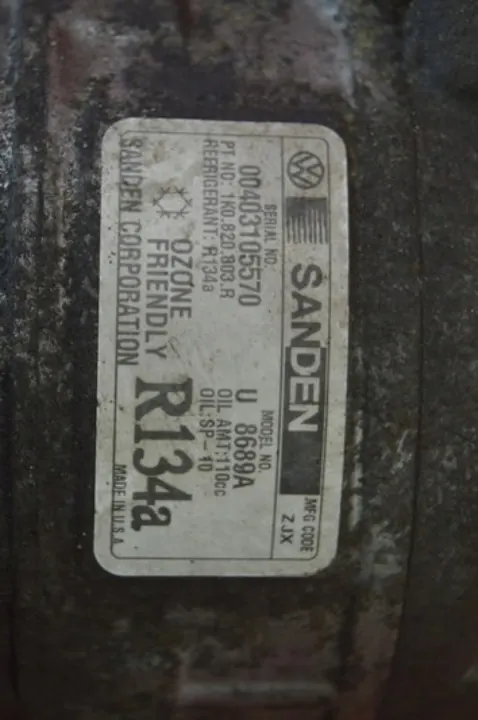 SANDEN
MFG CODE
ZJX
SERIAL NO.
00403105570
MODEL NO.
U 8689A
PT NO: 1K0.820.803.R
OIL AMT:110cc
REFRIGERANT: R134a
OIL:SP-10
OZONE
FRIENDLY
R134a
SANDEN CORPORATION
MADE IN U.S.A.